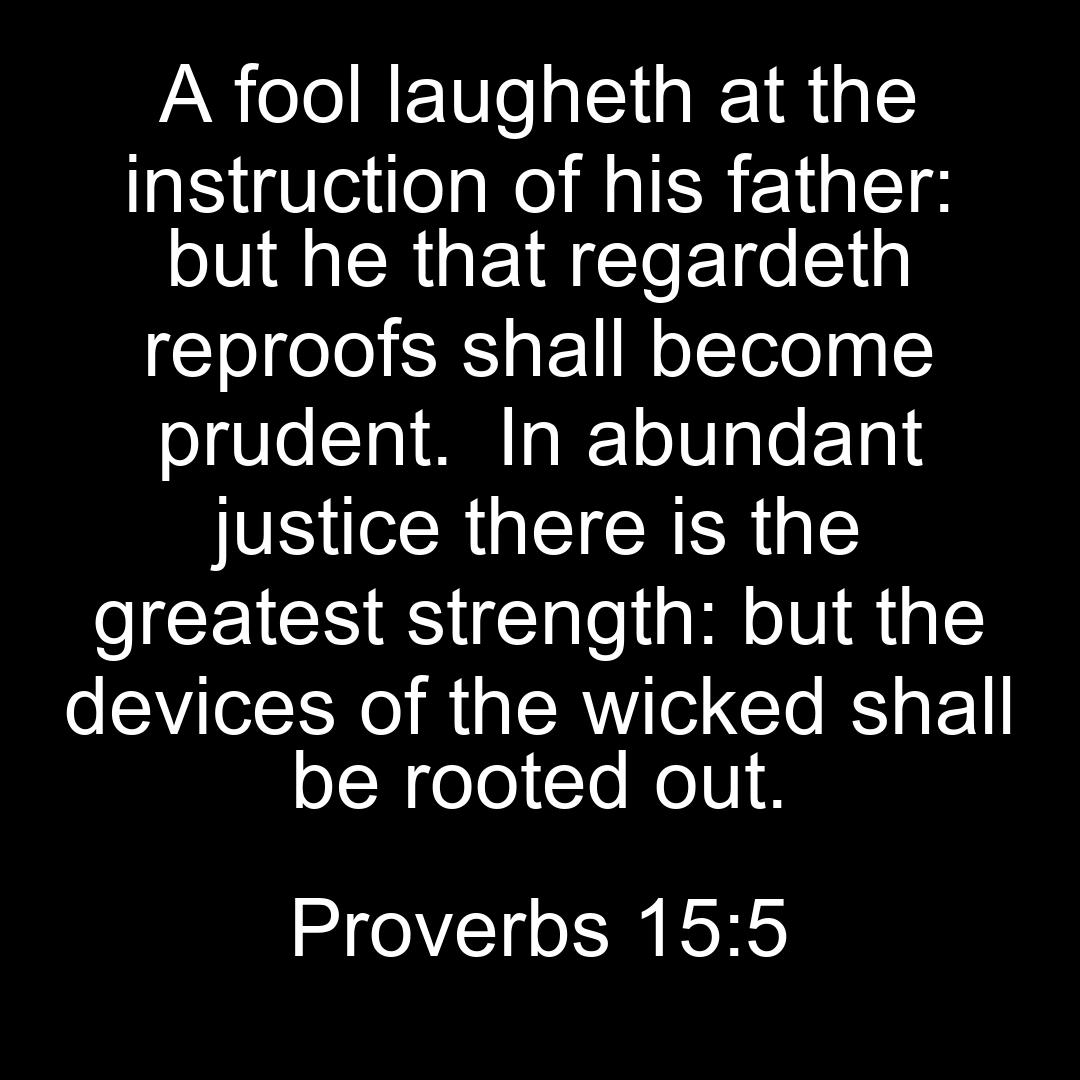 A fool laugheth at the
instruction of his father:
but he that regardeth
reproofs shall become
prudent.  In abundant
justice there is the
greatest strength: but the
devices of the wicked shall
be rooted out.
Proverbs 15:5